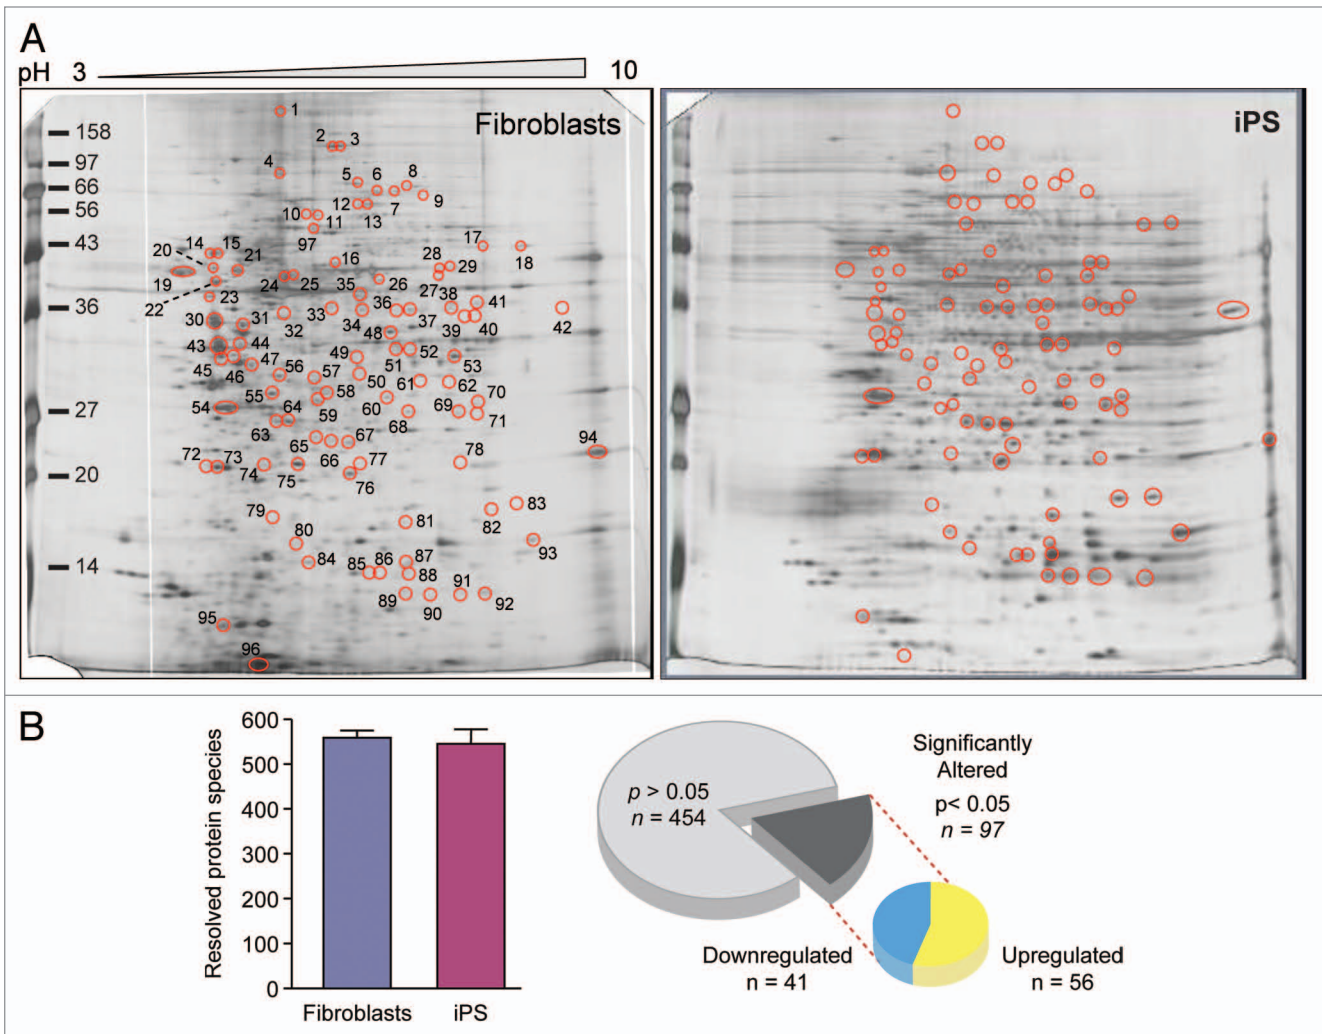 A
pH 3 10
Fibroblasts
iPS
158
97
66
56
43
36
27
20
14
1
2 3
4
5 6 8
7 9
10 11 12 13
97
14 15 21 16 17 18
20 28 29
19 24 25 35 26 27 38 41
22 23 36
30 31 32 33 34 37 39 40 42
43 44 48
45 46 47 49 51 52 53
56 57 50 61 62
54 55 58 59 60 69 70
63 64 68 71
65 66 67
72 73 74 75 77 78 94
76
79 81 82 83
80 93
84 85 86 87
88 91
89 90 92
95
96
B
Resolved protein species
600
500
400
300
200
100
0
Fibroblasts iPS
p > 0.05
n = 454
Significantly
Altered
p< 0.05
n = 97
Downregulated
n = 41
Upregulated
n = 56